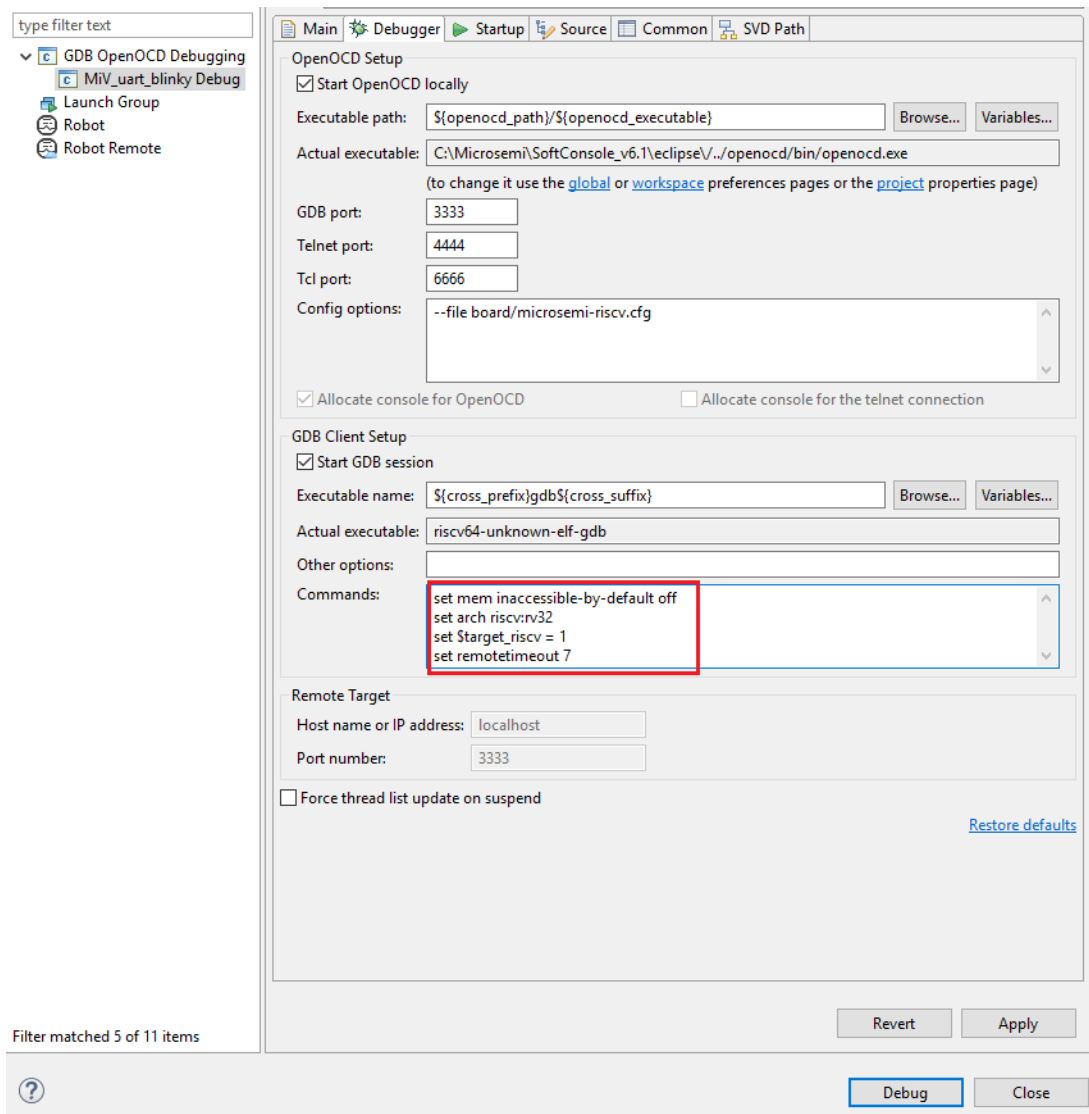 type filter text
GDB OpenOCD Debugging
MiV_uart_blinky Debug
Launch Group
Robot
Robot Remote
Filter matched 5 of 11 items
Main Debugger Startup Source Common SVD Path
OpenOCD Setup
Start OpenOCD locally
Executable path: ${openocd_path}/${openocd_executable} Browse... Variables...
Actual executable: C:\Microsemi\SoftConsole_v6.1\eclipse\/../openocd/bin/openocd.exe
(to change it use the global or workspace preferences pages or the project properties page)
GDB port: 3333
Telnet port: 4444
Tcl port: 6666
Config options: --file board/microsemi-riscv.cfg
Allocate console for OpenOCD Allocate console for the telnet connection
GDB Client Setup
Start GDB session
Executable name: ${cross_prefix}gdb${cross_suffix} Browse... Variables...
Actual executable: riscv64-unknown-elf-gdb
Other options:
Commands: set mem inaccessible-by-default off
set arch riscv:rv32
set $target_riscv = 1
set remotetimeout 7
Remote Target
Host name or IP address: localhost
Port number: 3333
Force thread list update on suspend
Restore defaults
Revert Apply
? Debug Close